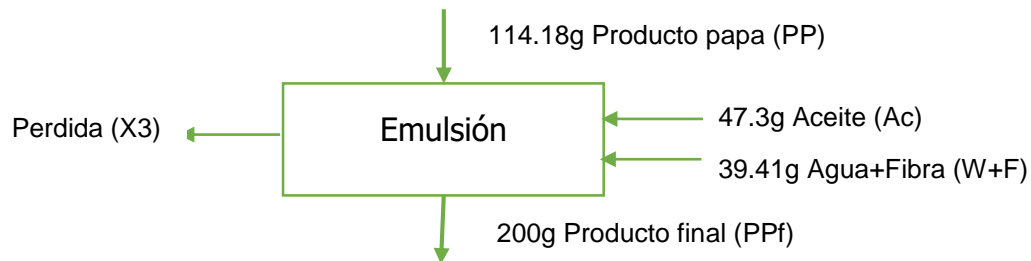 114.18g Producto papa (PP)
Perdida (X3)
Emulsión
47.3g Aceite (Ac)
39.41g Agua+Fibra (W+F)
200g Producto final (PPf)